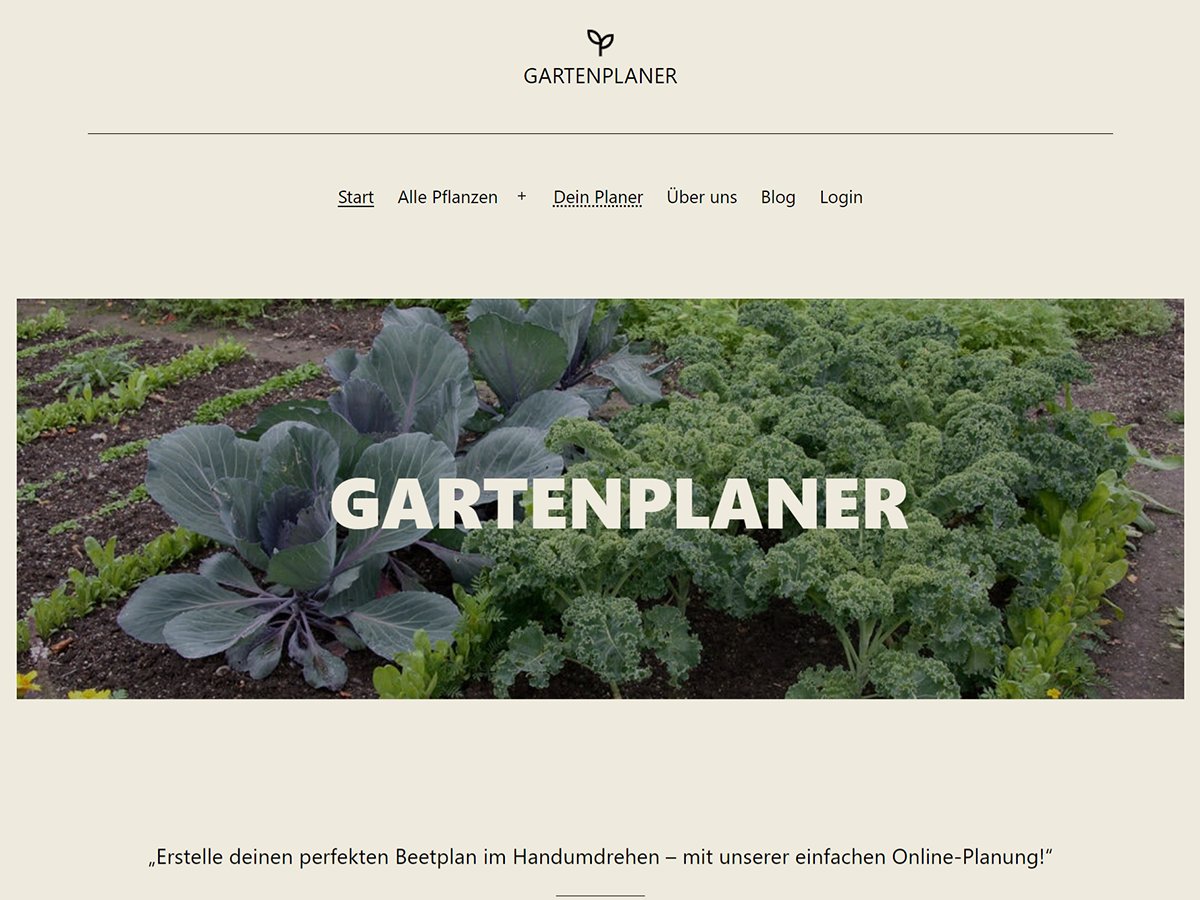 GARTENPLANER
Start Alle Pflanzen + Dein Planer Über uns Blog Login
GARTENPLANER
„Erstelle deinen perfekten Beetplan im Handumdrehen – mit unserer einfachen Online-Planung!“